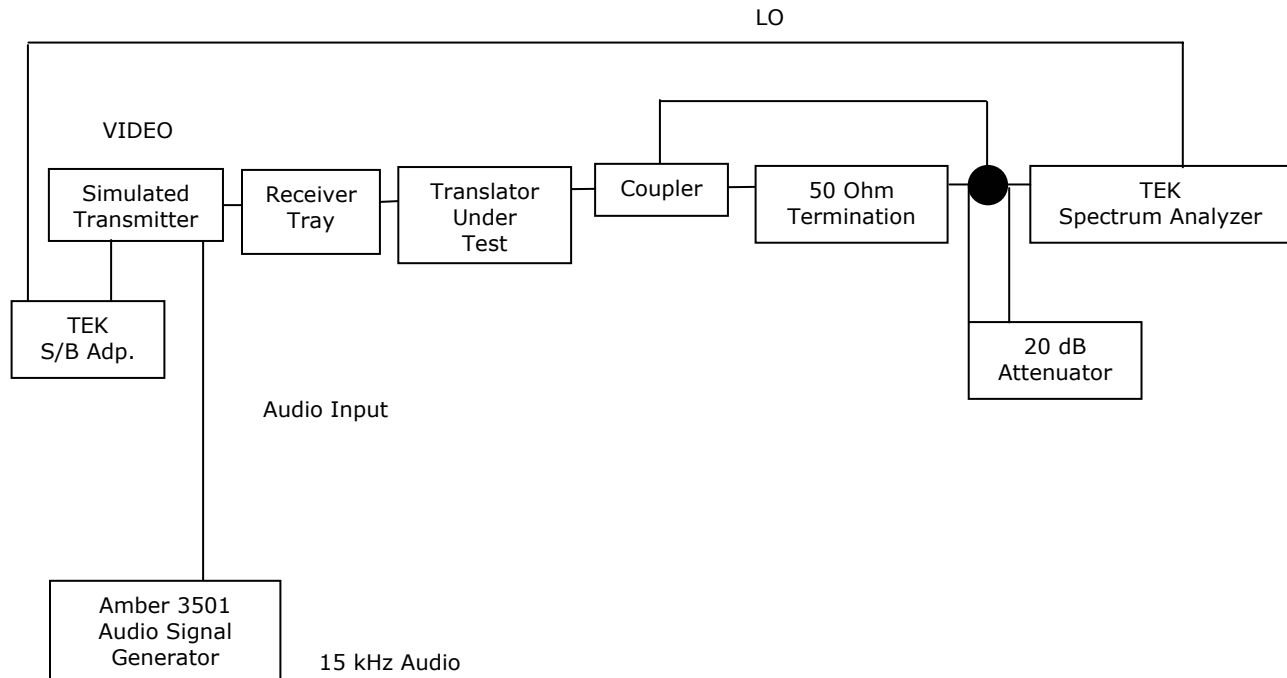 LO
VIDEO
Simulated
Transmitter
Receiver
Tray
Translator
Under
Test
Coupler
50 Ohm
Termination
TEK
Spectrum Analyzer
TEK
S/B Adp.
20 dB
Attenuator
Audio Input
Amber 3501
Audio Signal
Generator
15 kHz Audio